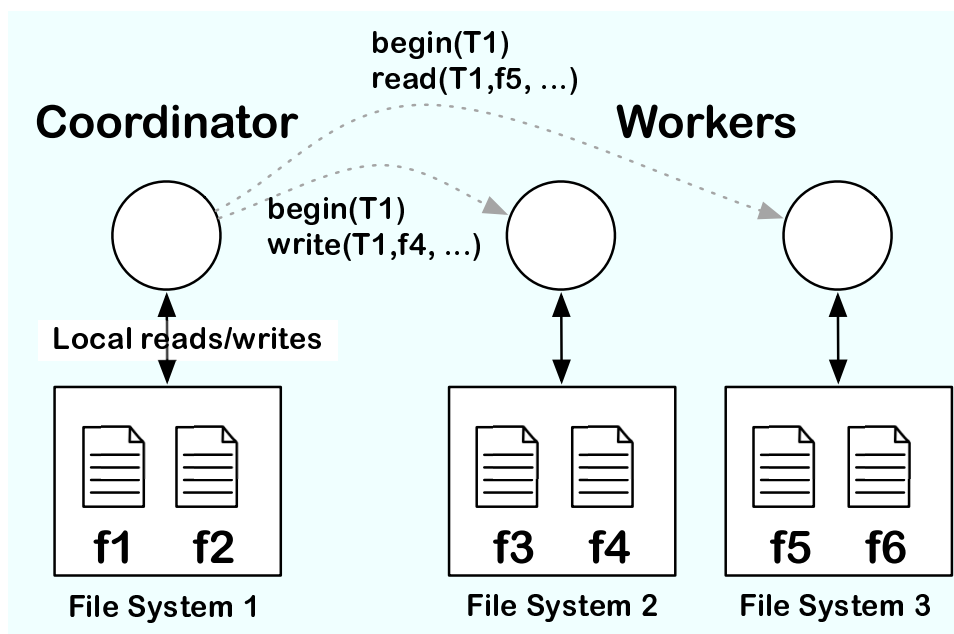 begin(T1)
read(T1,f5, ...)
Coordinator
Workers
begin(T1)
write(T1,f4, ...)
Local reads/writes
f1
f2
f3
f4
f5
f6
File System 1
File System 2
File System 3